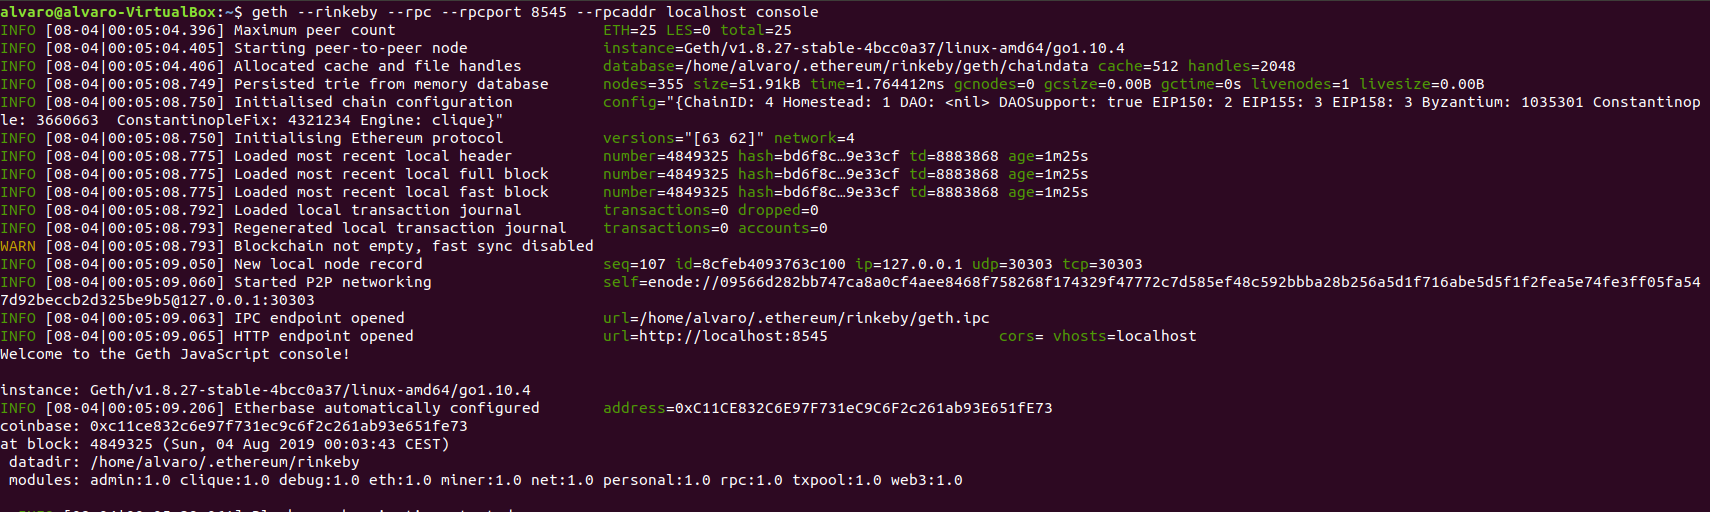 alvaro@alvaro-VirtualBox:~$ geth --rinkeby --rpc --rpcport 8545 --rpcaddr localhost console
INFO [08-04|00:05:04.396] Maximum peer count ETH=25 LES=0 total=25
INFO [08-04|00:05:04.405] Starting peer-to-peer node instance=Geth/v1.8.27-stable-4bcc0a37/linux-amd64/go1.10.4
INFO [08-04|00:05:04.406] Allocated cache and file handles database=/home/alvaro/.ethereum/rinkeby/geth/chaindata cache=512 handles=2048
INFO [08-04|00:05:08.749] Persisted trie from memory database nodes=355 size=51.91kB time=1.764412ms gcnodes=0 gcsize=0.00B gctime=0s livenodes=1 livesize=0.00B
INFO [08-04|00:05:08.750] Initialised chain configuration config="{ChainID: 4 Homestead: 1 DAO: <nil> DAOSupport: true EIP150: 2 EIP155: 3 EIP158: 3 Byzantium: 1035301 Constantinop
le: 3660663  ConstantinopleFix: 4321234 Engine: clique}"
INFO [08-04|00:05:08.750] Initialising Ethereum protocol versions="[63 62]" network=4
INFO [08-04|00:05:08.775] Loaded most recent local header number=4849325 hash=bd6f8c…9e33cf td=8883868 age=1m25s
INFO [08-04|00:05:08.775] Loaded most recent local full block number=4849325 hash=bd6f8c…9e33cf td=8883868 age=1m25s
INFO [08-04|00:05:08.775] Loaded most recent local fast block number=4849325 hash=bd6f8c…9e33cf td=8883868 age=1m25s
INFO [08-04|00:05:08.792] Loaded local transaction journal transactions=0 dropped=0
INFO [08-04|00:05:08.793] Regenerated local transaction journal transactions=0 accounts=0
WARN [08-04|00:05:08.793] Blockchain not empty, fast sync disabled
INFO [08-04|00:05:09.050] New local node record seq=107 id=8cfeb4093763c100 ip=127.0.0.1 udp=30303 tcp=30303
INFO [08-04|00:05:09.060] Started P2P networking self=enode://09566d282bb747ca8a0cf4aee8468f758268f174329f47772c7d585ef48c592bbba28b256a5d1f716abe5d5f1f2fea5e74fe3ff05fa54
7d92beccb2d325be9b5@127.0.0.1:30303
INFO [08-04|00:05:09.063] IPC endpoint opened url=/home/alvaro/.ethereum/rinkeby/geth.ipc
INFO [08-04|00:05:09.065] HTTP endpoint opened url=http://localhost:8545 cors= vhosts=localhost
Welcome to the Geth JavaScript console!
instance: Geth/v1.8.27-stable-4bcc0a37/linux-amd64/go1.10.4
INFO [08-04|00:05:09.206] Etherbase automatically configured address=0xC11CE832C6E97F731eC9C6F2c261ab93E651fE73
coinbase: 0xc11ce832c6e97f731ec9c6f2c261ab93e651fe73
at block: 4849325 (Sun, 04 Aug 2019 00:03:43 CEST)
datadir: /home/alvaro/.ethereum/rinkeby
modules: admin:1.0 clique:1.0 debug:1.0 eth:1.0 miner:1.0 net:1.0 personal:1.0 rpc:1.0 txpool:1.0 web3:1.0